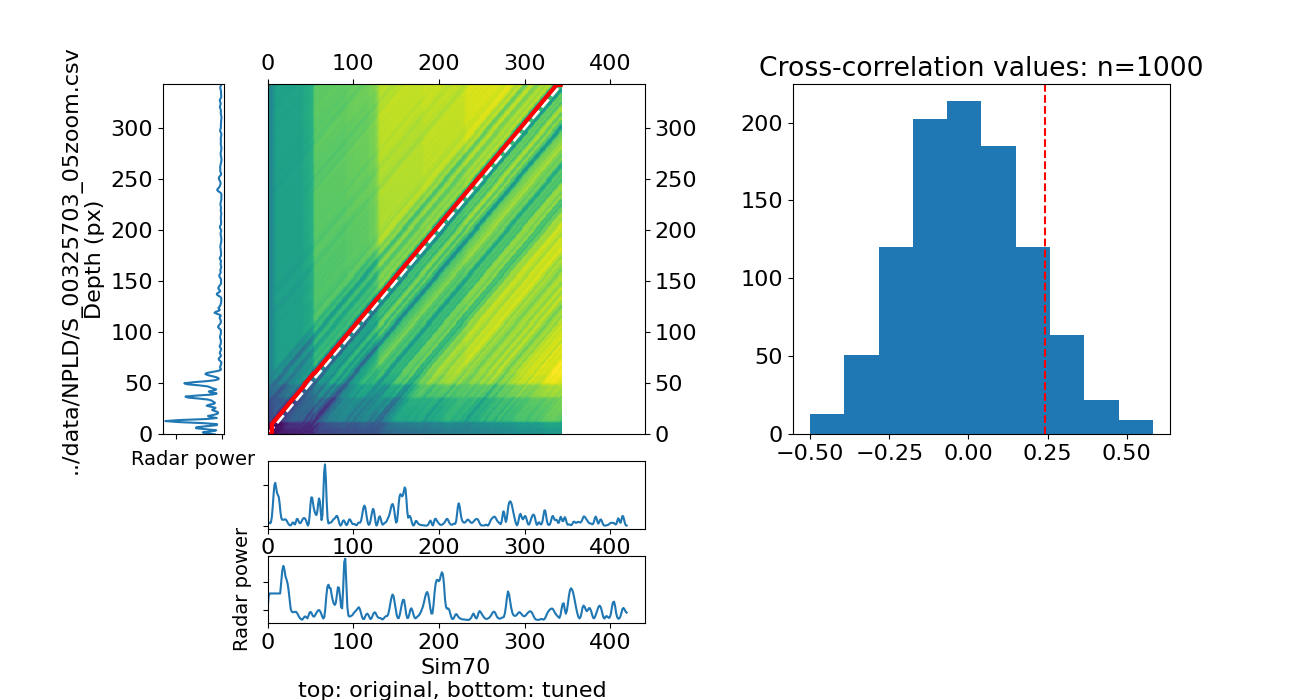 0 100 200 300 400
Cross-correlation values: n=1000
../data/NPLD/S_00325703_05zoom.csv
Depth (px)
300
250
200
150
100
50
0
300
250
200
150
100
50
0
200
150
100
50
0
−0.50 −0.25 0.00 0.25 0.50
Radar power
0 100 200 300 400
Radar power
0 100 200 300 400
Sim70
top: original, bottom: tuned